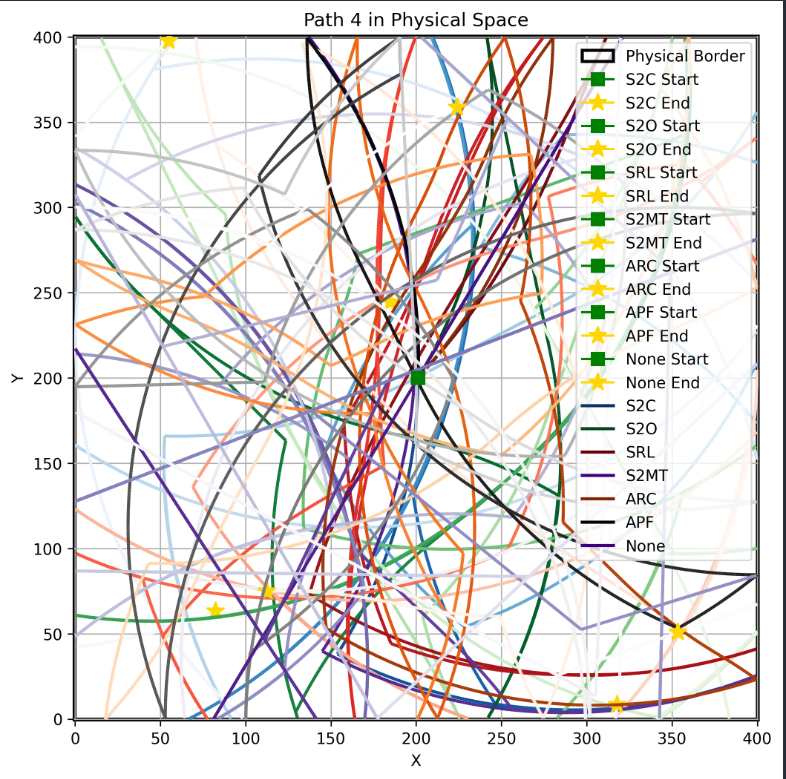 Path 4 in Physical Space
Physical Border
S2C Start
S2C End
S2O Start
S2O End
SRL Start
SRL End
S2MT Start
S2MT End
ARC Start
ARC End
APF Start
APF End
None Start
None End
S2C
S2O
SRL
S2MT
ARC
APF
None
400
350
300
250
200
150
100
50
0
Y
0 50 100 150 200 250 300 350 400
X